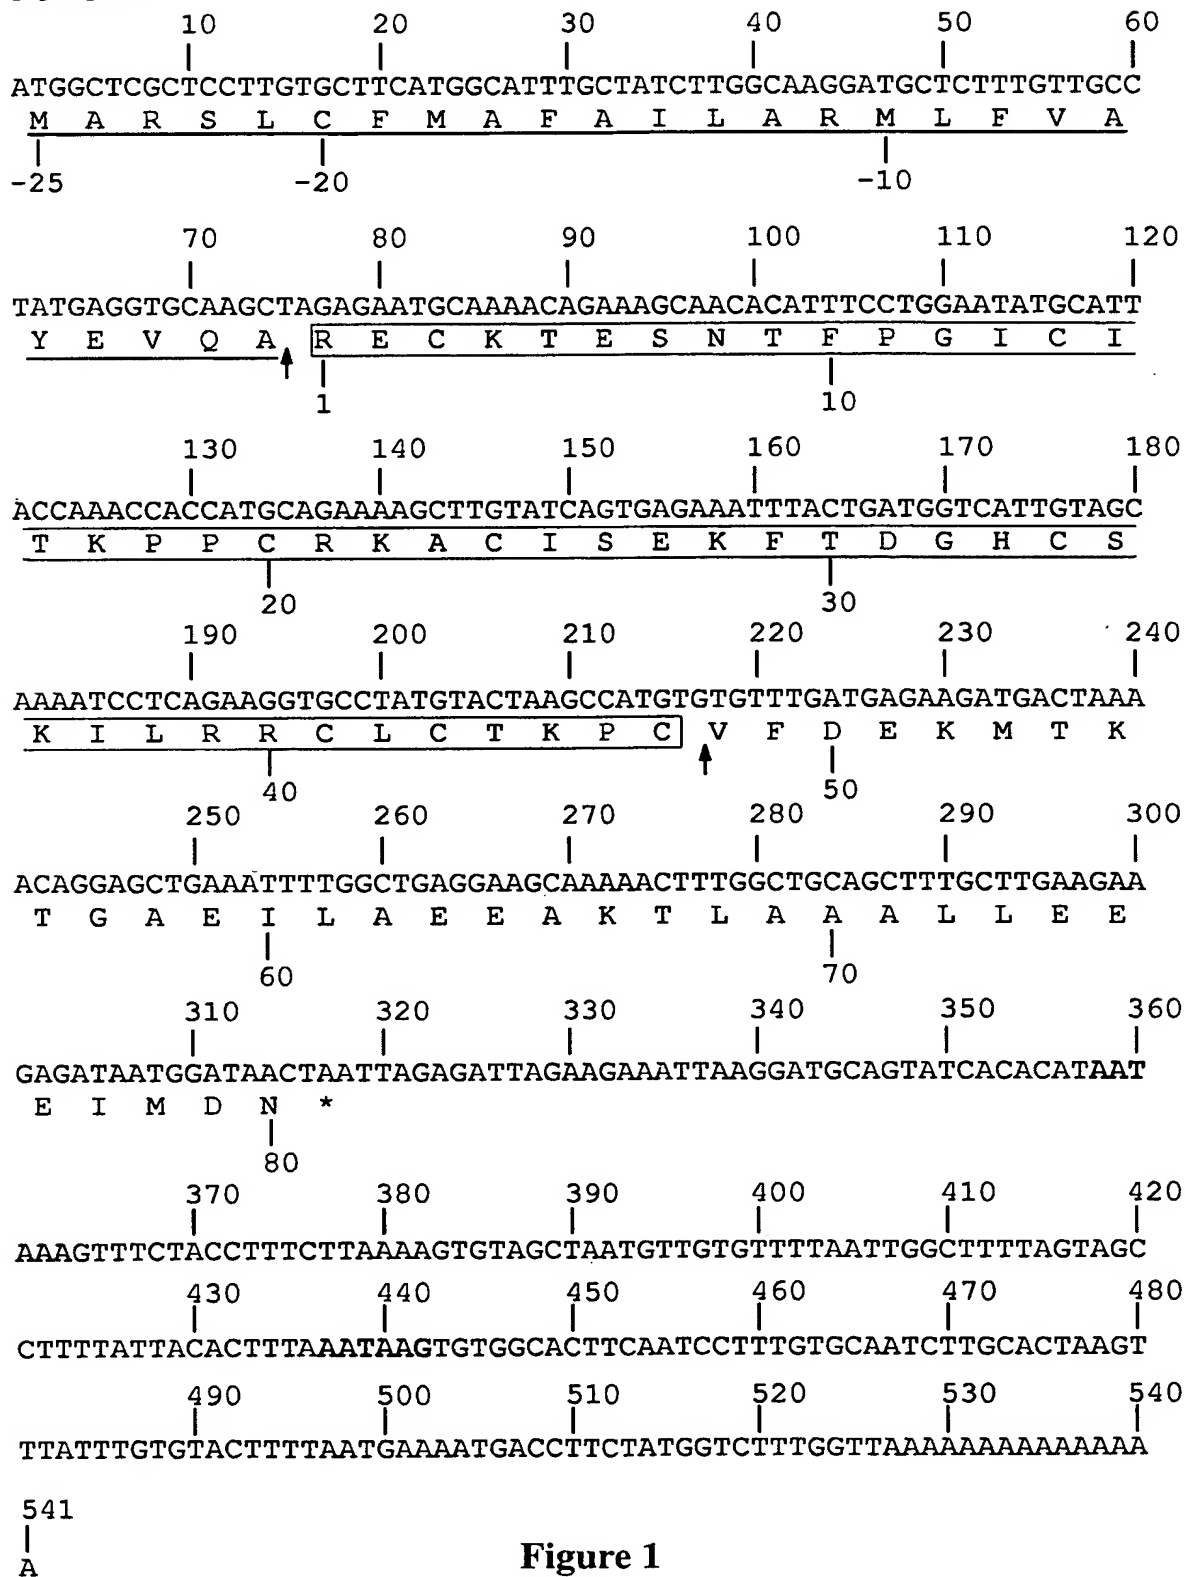 10 20 30 40 50 60
ATGGCTCGCTCCTTGTGCTTCATGGCATTTGCTATCTTGGCAAGGATGCTCTTTGTTGCC
M A R S L C F M A F A I L A R M L F V A
-25 -20 -10
70 80 90 100 110 120
TATGAGGTGCAAGCTAGAGAATGCAAAACAGAAAGCAACACATTTCCTGGAATATGCATT
Y E V Q A R E C K T E S N T F P G I C I
1 10
130 140 150 160 170 180
ACCAAACCACCATGCAGAAAAGCTTGTATCAGTGAGAAATTTACTGATGGTCATTGTAGC
T K P P C R K A C I S E K F T D G H C S
20 30
190 200 210 220 230 240
AAAATCCTCAGAAGGTGCCTATGTACTAAGCCATGTGTGTTTGATGAGAAGATGACTAAA
K I L R R C L C T K P C V F D E K M T K
40 50
250 260 270 280 290 300
ACAGGAGCTGAAATTTTGGCTGAGGAAGCAAAAACTTTGGCTGCAGCTTTGCTTGAAGAA
T G A E I L A E E A K T L A A A L L E E
60 70
310 320 330 340 350 360
GAGATAATGGATAACTAATTAGAGATTAGAAGAAATTAAGGATGCAGTATCACACATAAT
E I M D N *
80
370 380 390 400 410 420
AAAGTTTCTACCTTTCTTAAAAGTGTAGCTAATGTTGTGTTTTAATTGGCTTTTAGTAGC
430 440 450 460 470 480
CTTTTATTACACTTTAAATAAGTGTGGCACTTCAATCCTTTGTGCAATCTTGCACTAAGT
490 500 510 520 530 540
TTATTTGTGTACTTTTAATGAAAATGACCTTCTATGGTCTTTGGTTAAAAAAAAAAAAAA
541
A
Figure 1